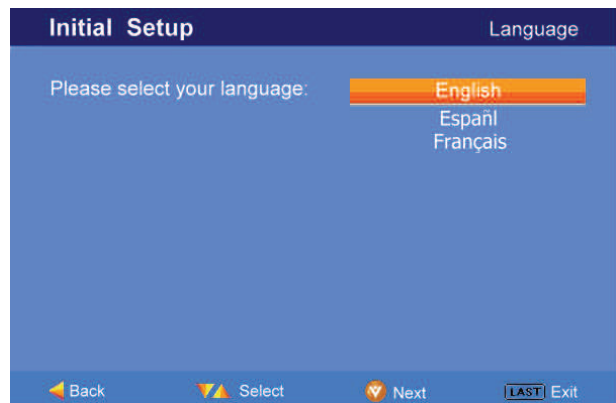 Initial Setup Language
Please select your language: English
Españl
Français
Back Select V Next LAST Exit